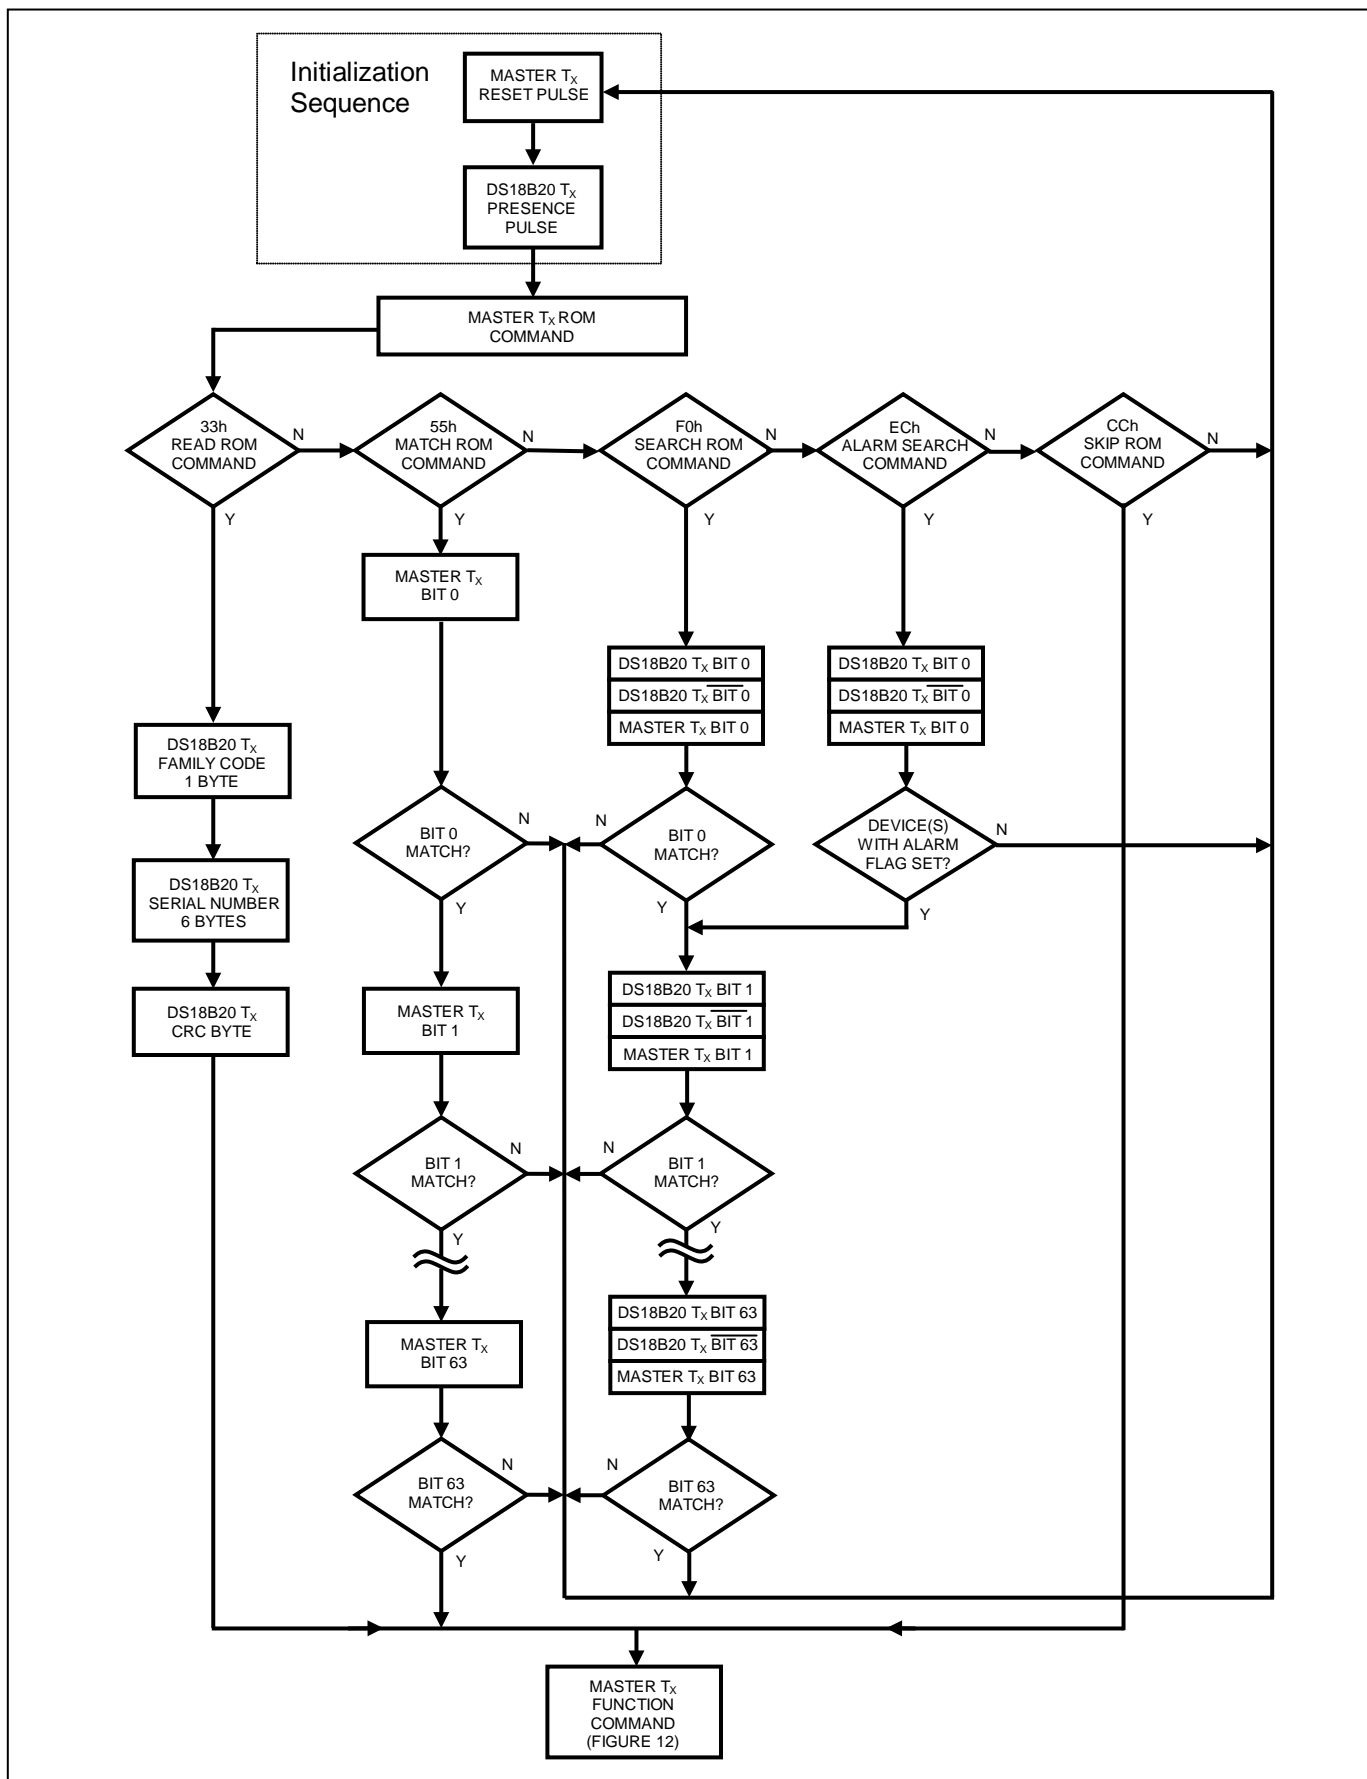 Initialization
Sequence
MASTER TX
RESET PULSE
DS18B20 TX
PRESENCE
PULSE
MASTER TX ROM
COMMAND
33h
READ ROM
COMMAND
N
Y
55h
MATCH ROM
COMMAND
N
Y
F0h
SEARCH ROM
COMMAND
N
Y
ECh
ALARM SEARCH
COMMAND
N
Y
CCh
SKIP ROM
COMMAND
N
Y
MASTER TX
BIT 0
DS18B20 TX BIT 0
DS18B20 TX BIT 0
MASTER TX BIT 0
DS18B20 TX BIT 0
DS18B20 TX BIT 0
MASTER TX BIT 0
DS18B20 TX
FAMILY CODE
1 BYTE
DS18B20 TX
SERIAL NUMBER
6 BYTES
DS18B20 TX
CRC BYTE
BIT 0
MATCH?
N
Y
N
BIT 0
MATCH?
Y
DEVICE(S)
WITH ALARM
FLAG SET?
N
Y
MASTER TX
BIT 1
DS18B20 TX BIT 1
DS18B20 TX BIT 1
MASTER TX BIT 1
BIT 1
MATCH?
N
Y
N
BIT 1
MATCH?
Y
MASTER TX
BIT 63
DS18B20 TX BIT 63
DS18B20 TX BIT 63
MASTER TX BIT 63
BIT 63
MATCH?
N
Y
N
BIT 63
MATCH?
Y
MASTER TX
FUNCTION
COMMAND
(FIGURE 12)